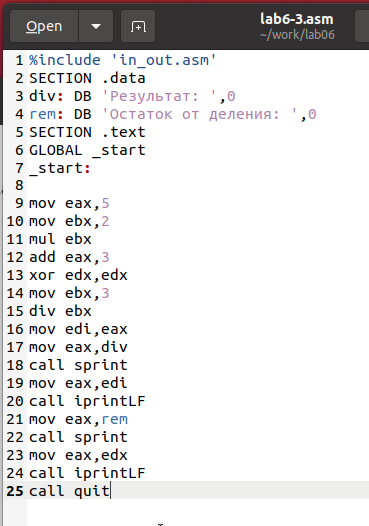 Open
lab6-3.asm
~/work/lab06
1 %include 'in_out.asm'
2 SECTION .data
3 div: DB 'Результат: ',0
4 rem: DB 'Остаток от деления: ',0
5 SECTION .text
6 GLOBAL _start
7 _start:
8
9 mov eax,5
10 mov ebx,2
11 mul ebx
12 add eax,3
13 xor edx,edx
14 mov ebx,3
15 div ebx
16 mov edi,eax
17 mov eax,div
18 call sprint
19 mov eax,edi
20 call iprintLF
21 mov eax,rem
22 call sprint
23 mov eax,edx
24 call iprintLF
25 call quit